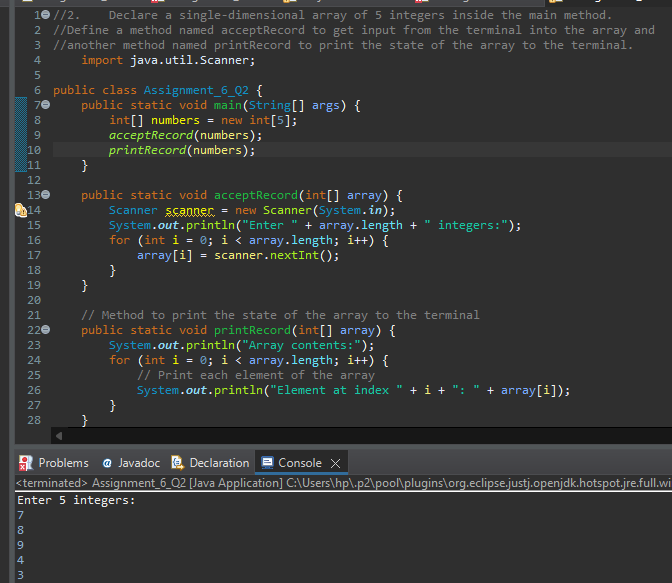 1 //2.    Declare a single-dimensional array of 5 integers inside the main method.
2 //Define a method named acceptRecord to get input from the terminal into the array and
3 //another method named printRecord to print the state of the array to the terminal.
4     import java.util.Scanner;
5
6 public class Assignment_6_Q2 {
7     public static void main(String[] args) {
8         int[] numbers = new int[5];
9         acceptRecord(numbers);
10         printRecord(numbers);
11     }
12
13     public static void acceptRecord(int[] array) {
14         Scanner scanner = new Scanner(System.in);
15         System.out.println("Enter " + array.length + " integers:");
16         for (int i = 0; i < array.length; i++) {
17             array[i] = scanner.nextInt();
18         }
19     }
20
21     // Method to print the state of the array to the terminal
22     public static void printRecord(int[] array) {
23         System.out.println("Array contents:");
24         for (int i = 0; i < array.length; i++) {
25             // Print each element of the array
26             System.out.println("Element at index " + i + ": " + array[i]);
27         }
28     }
Problems @ Javadoc Declaration Console
<terminated> Assignment_6_Q2 [Java Application] C:\Users\hp\.p2\pool\plugins\org.eclipse.justj.openjdk.hotspot.jre.full.wi
Enter 5 integers:
7
8
9
4
3